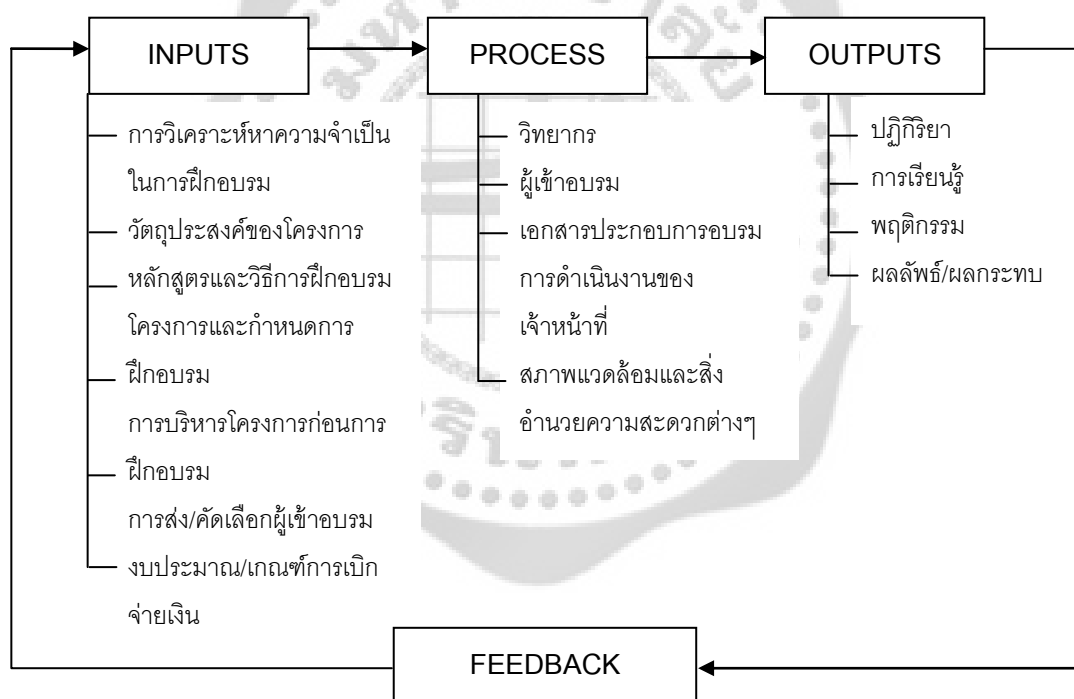 INPUTS
การวิเคราะห์หาความจำเป็น
ในการฝึกอบรม
วัตถุประสงค์ของโครงการ
หลักสูตรและวิธีการฝึกอบรม
โครงการและกำหนดการ
ฝึกอบรม
การบริหารโครงการก่อนการ
ฝึกอบรม
การส่ง/คัดเลือกผู้เข้าอบรม
งบประมาณ/เกณฑ์การเบิก
จ่ายเงิน
PROCESS
วิทยากร
ผู้เข้าอบรม
เอกสารประกอบการอบรม
การดำเนินงานของ
เจ้าหน้าที่
สภาพแวดล้อมและสิ่ง
อำนวยความสะดวกต่างๆ
OUTPUTS
ปฏิกิริยา
การเรียนรู้
พฤติกรรม
ผลลัพธ์/ผลกระทบ
FEEDBACK